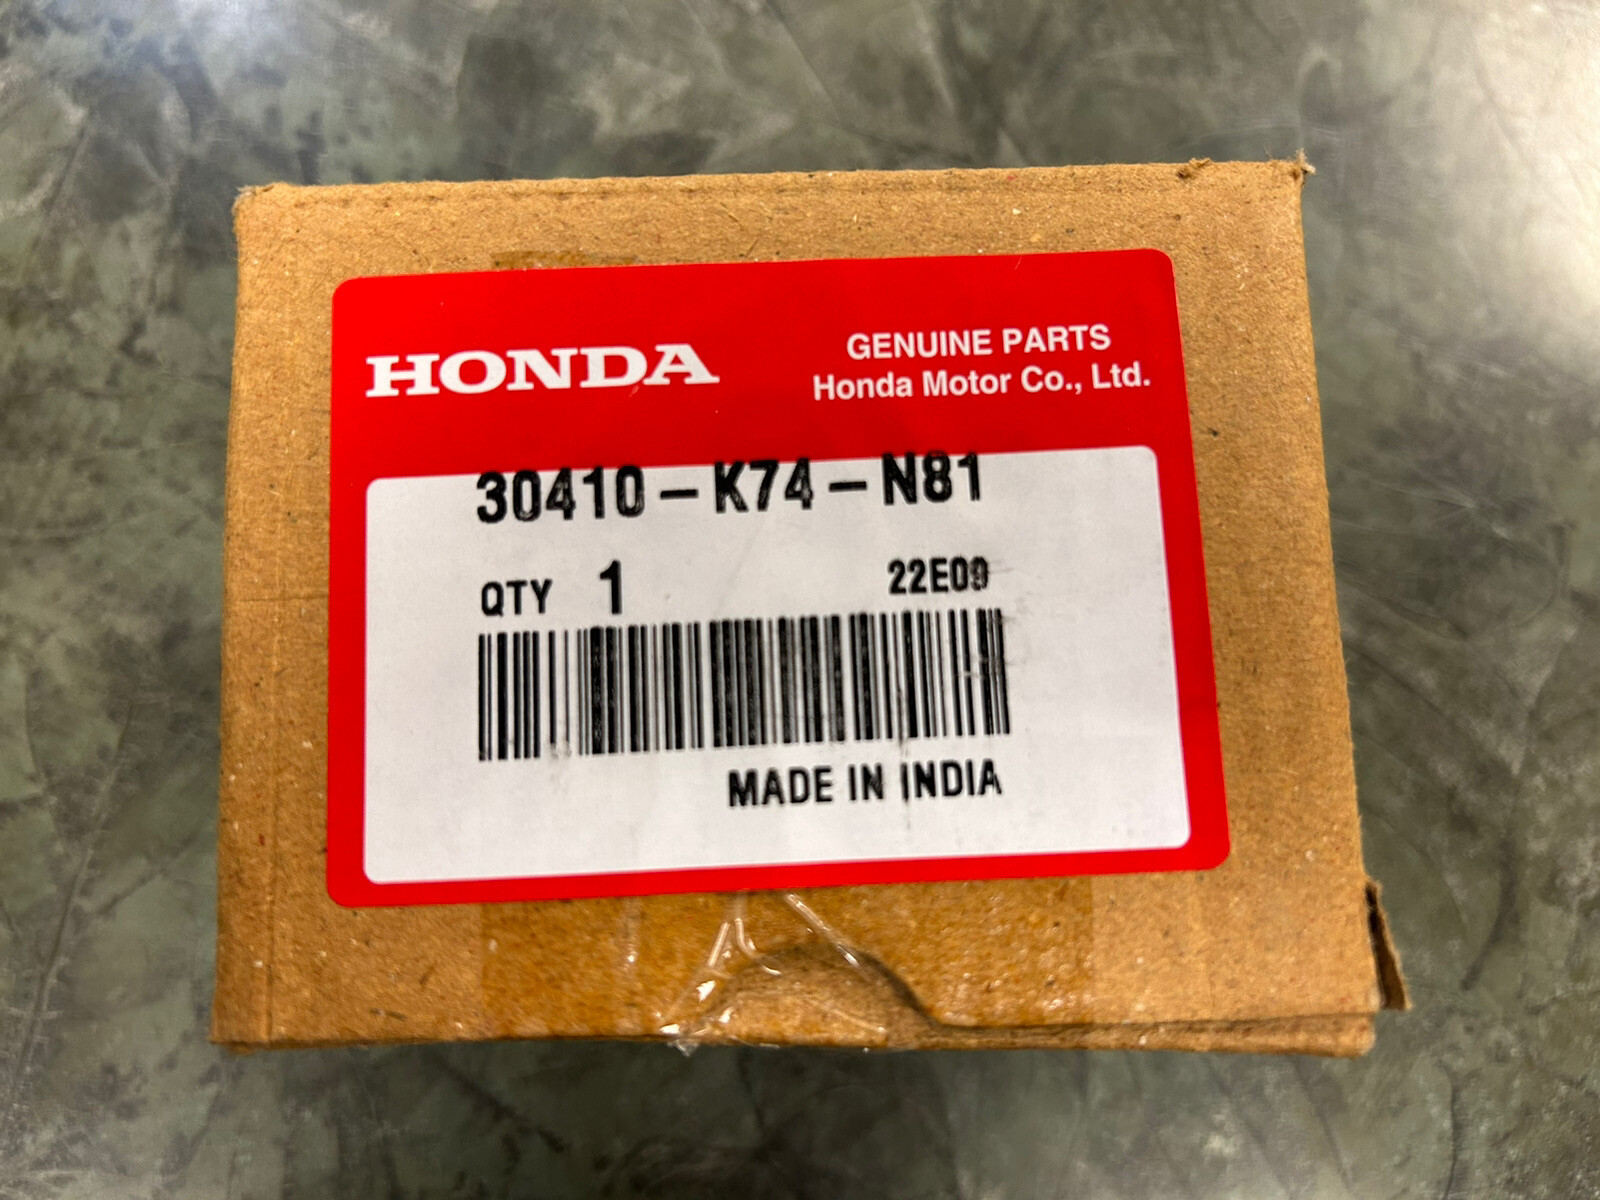 HONDA
GENUINE PARTS
Honda Motor Co., Ltd.
30410-K74-N81
QTY 1
22E09
MADE IN INDIA